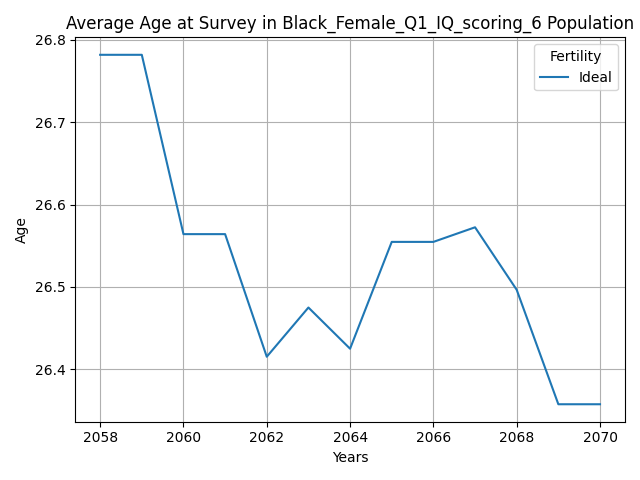 Average Age at Survey in Black_Female_Q1_IQ_scoring_6 Population
26.8
26.7
26.6
26.5
26.4
Age
Fertility
Ideal
2058 2060 2062 2064 2066 2068 2070
Years